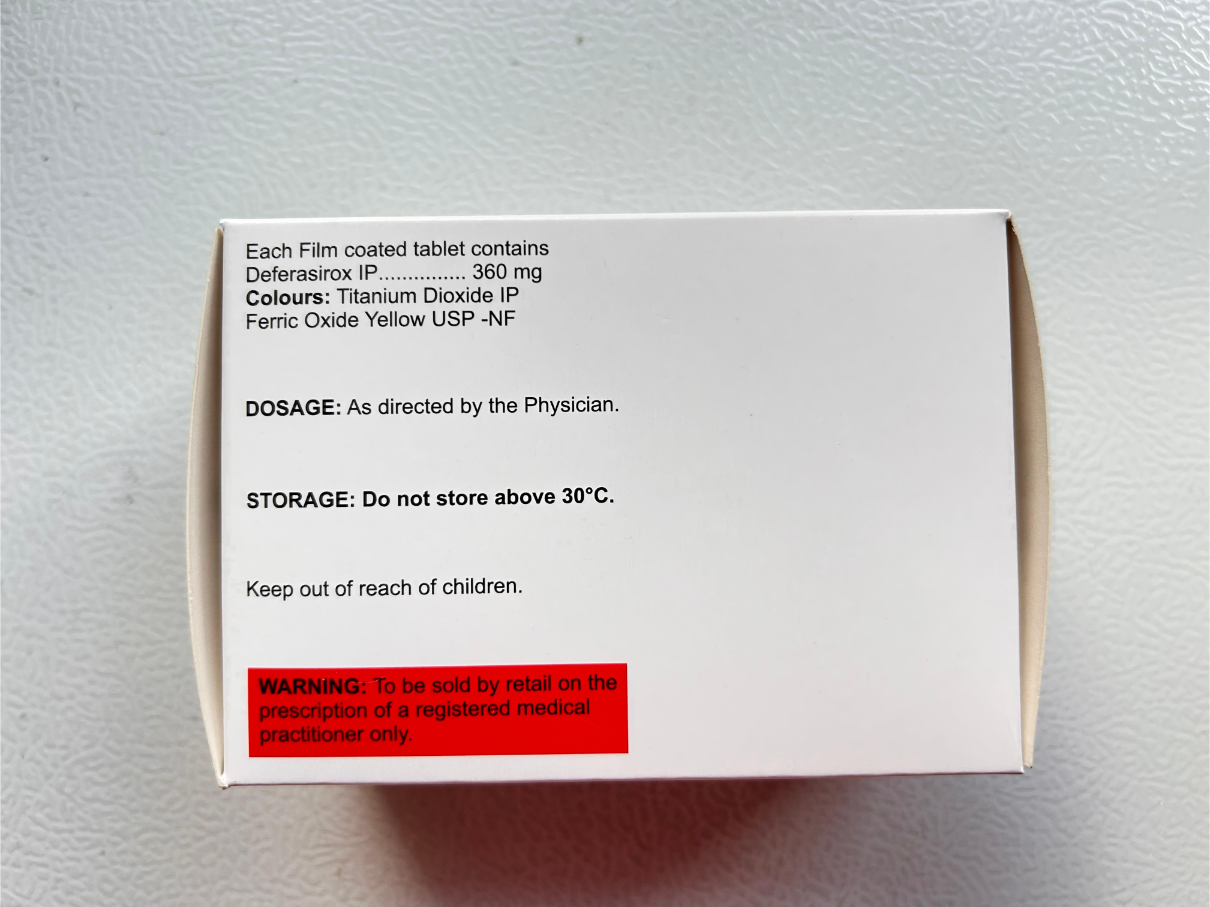 Each Film coated tablet contains
Deferasirox IP............... 360 mg
Colours: Titanium Dioxide IP
Ferric Oxide Yellow USP -NF
DOSAGE: As directed by the Physician.
STORAGE: Do not store above 30°C.
Keep out of reach of children.
WARNING: To be sold by retail on the
prescription of a registered medical
practitioner only.